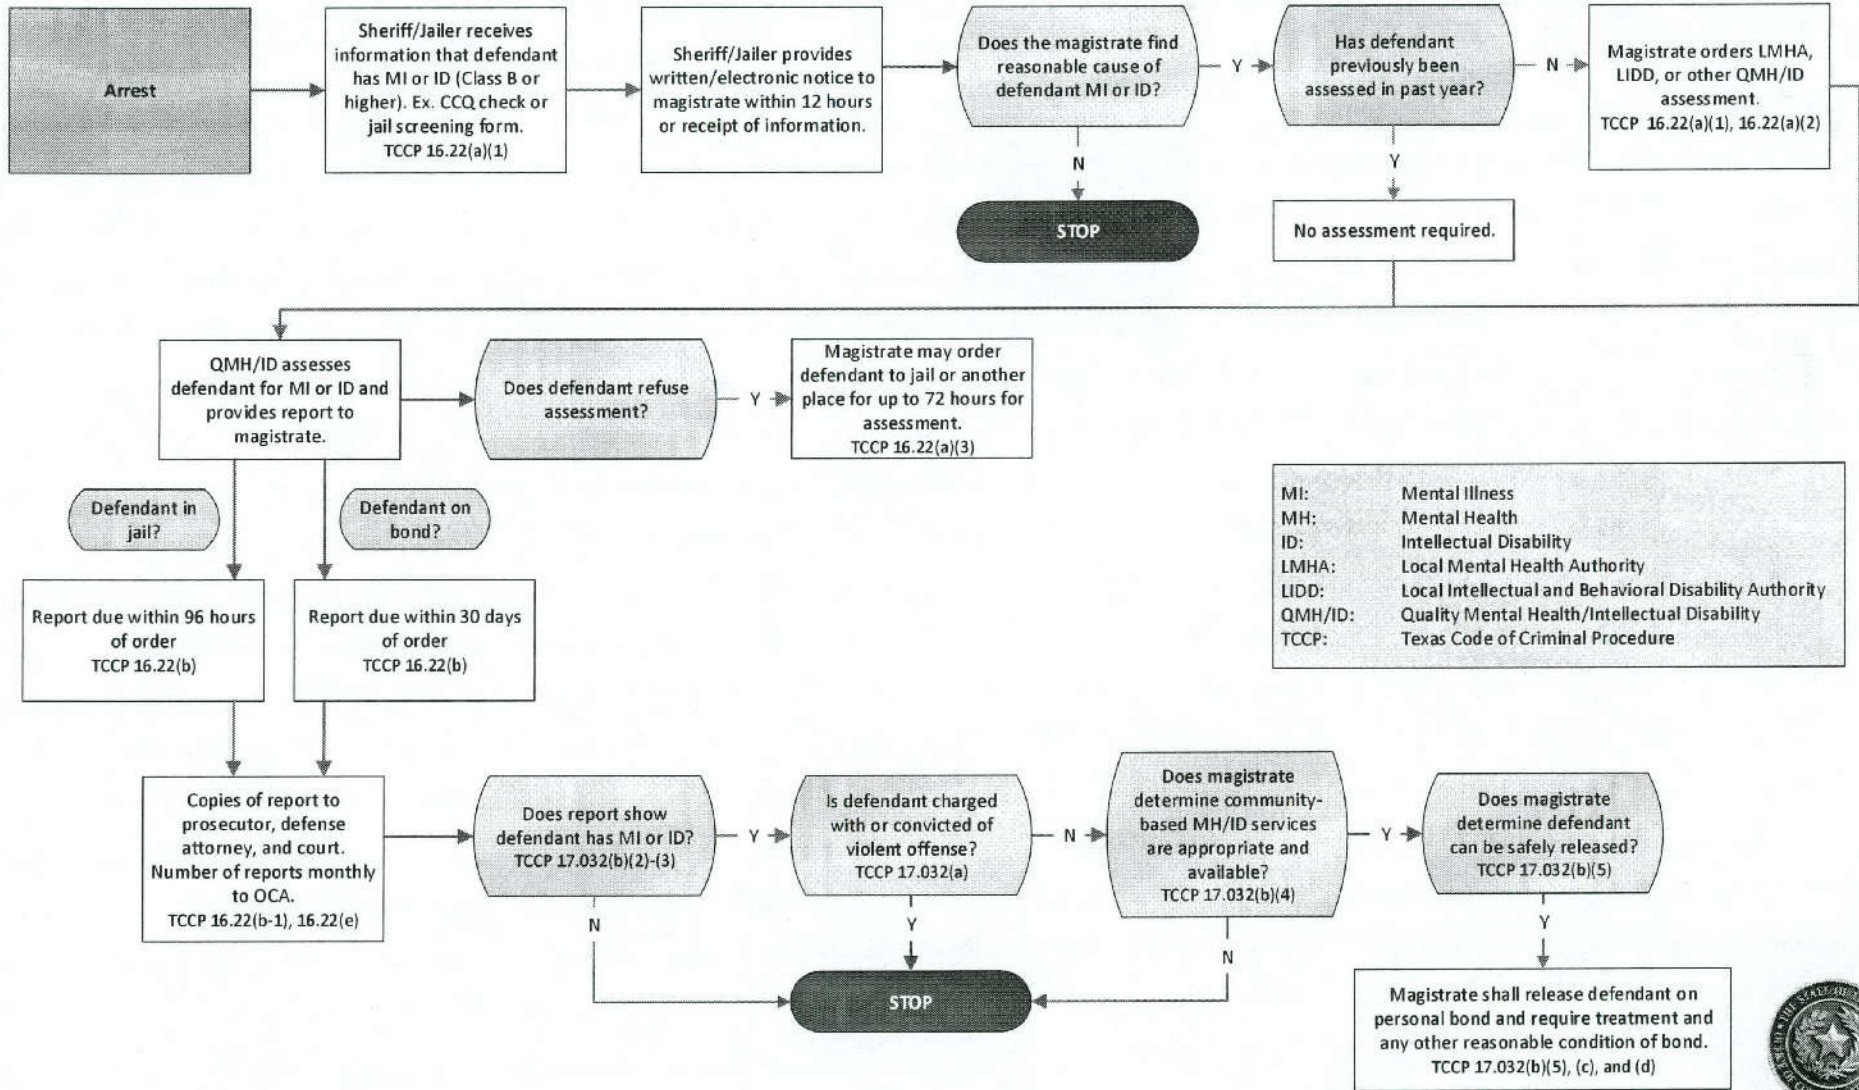 Arrest
Sheriff/Jailer receives
information that defendant
has MI or ID (Class B or
higher). Ex. CCQ check or
jail screening form.
TCCP 16.22(a)(1)
Sheriff/Jailer provides
written/electronic notice to
magistrate within 12 hours
or receipt of information.
Does the magistrate find
reasonable cause of
defendant MI or ID?
Y
Has defendant
previously been
assessed in past year?
N
Magistrate orders LMHA,
LIDD, or other QMH/ID
assessment.
TCCP 16.22(a)(1), 16.22(a)(2)
N
Y
STOP
No assessment required.
QMH/ID assesses
defendant for MI or ID and
provides report to
magistrate.
Does defendant refuse
assessment?
Y
Magistrate may order
defendant to jail or another
place for up to 72 hours for
assessment.
TCCP 16.22(a)(3)
Defendant in
jail?
Defendant on
bond?
MI: Mental Illness
MH: Mental Health
ID: Intellectual Disability
LMHA: Local Mental Health Authority
LIDD: Local Intellectual and Behavioral Disability Authority
QMH/ID: Quality Mental Health/Intellectual Disability
TCCP: Texas Code of Criminal Procedure
Report due within 96 hours
of order
TCCP 16.22(b)
Report due within 30 days
of order
TCCP 16.22(b)
Copies of report to
prosecutor, defense
attorney, and court.
Number of reports monthly
to OCA.
TCCP 16.22(b-1), 16.22(e)
Does report show
defendant has MI or ID?
TCCP 17.032(b)(2)-(3)
Y
Is defendant charged
with or convicted of
violent offense?
TCCP 17.032(a)
N
Does magistrate
determine community-
based MH/ID services
are appropriate and
available?
TCCP 17.032(b)(4)
Y
Does magistrate
determine defendant
can be safely released?
TCCP 17.032(b)(5)
N
Y
N
Y
STOP
Magistrate shall release defendant on
personal bond and require treatment and
any other reasonable condition of bond.
TCCP 17.032(b)(5), (c), and (d)